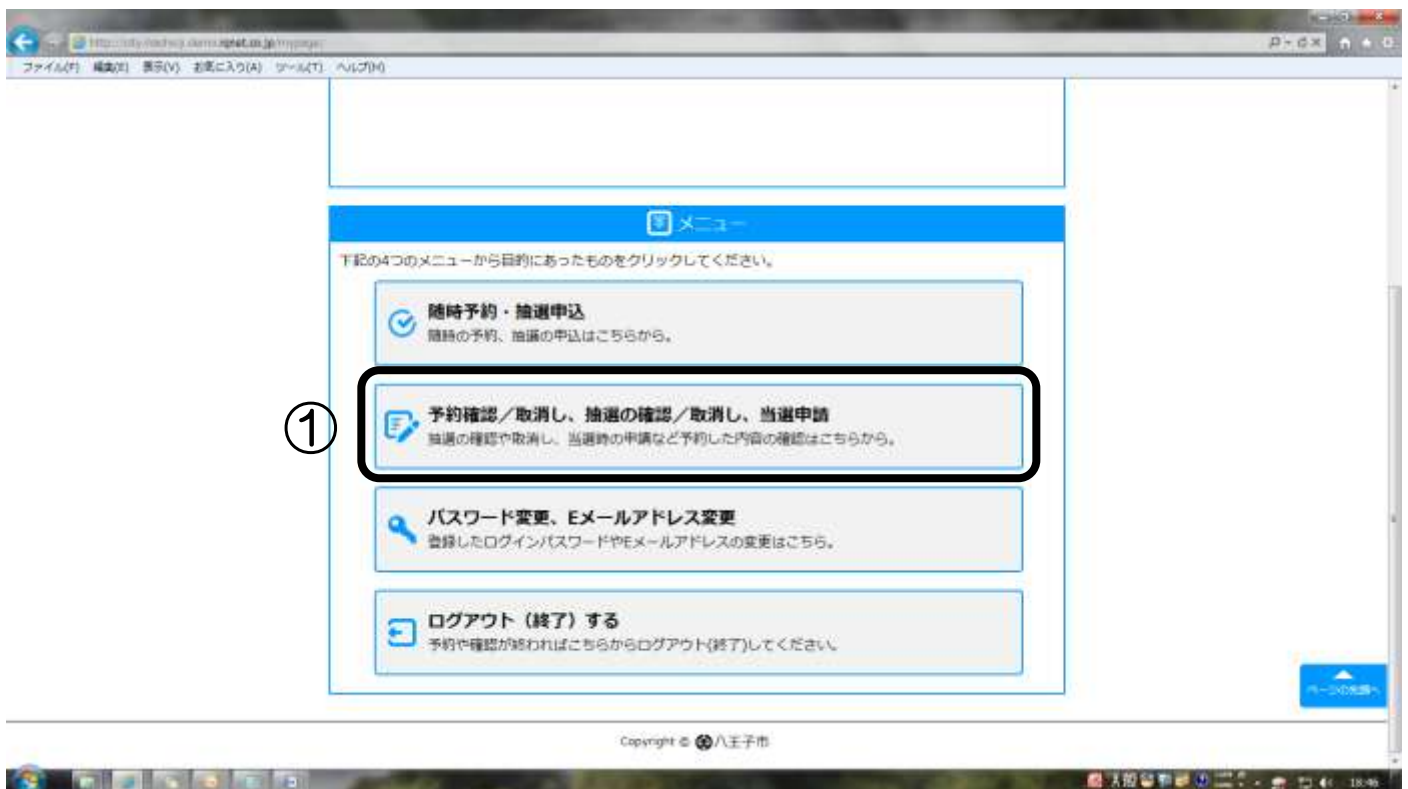 ファイル(F) 編集(E) 表示(V) お気に入り(A) ツール(T) ヘルプ(H)
メニュー
下記の4つのメニューから目的にあったものをクリックしてください。
随時予約・抽選申込
随時の予約、抽選の申込はこちらから。
①
予約確認／取消し、抽選の確認／取消し、当選申請
抽選の確認や取消し、当選時の申請など予約した内容の確認はこちらから。
パスワード変更、Eメールアドレス変更
登録したログインパスワードやEメールアドレスの変更はこちら。
ログアウト（終了）する
予約や確認が終わればこちらからログアウト(終了)してください。
ページの先頭へ
Copyright © 八王子市
18:46